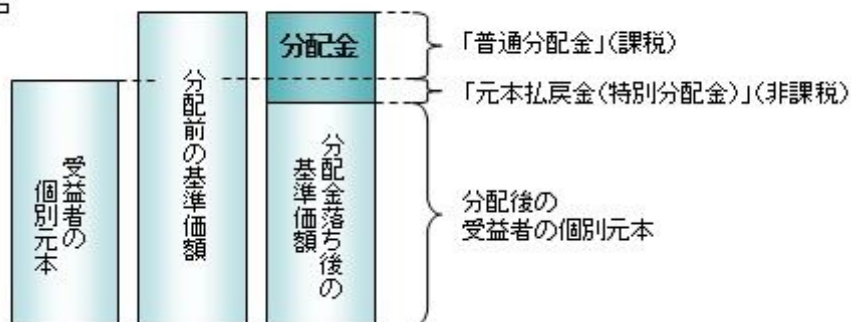 受益者の
個別元本
分配前の基準価額
分配金
分配金落ち後の
基準価額
「普通分配金」(課税)
「元本払戻金(特別分配金)」(非課税)
分配後の
受益者の個別元本